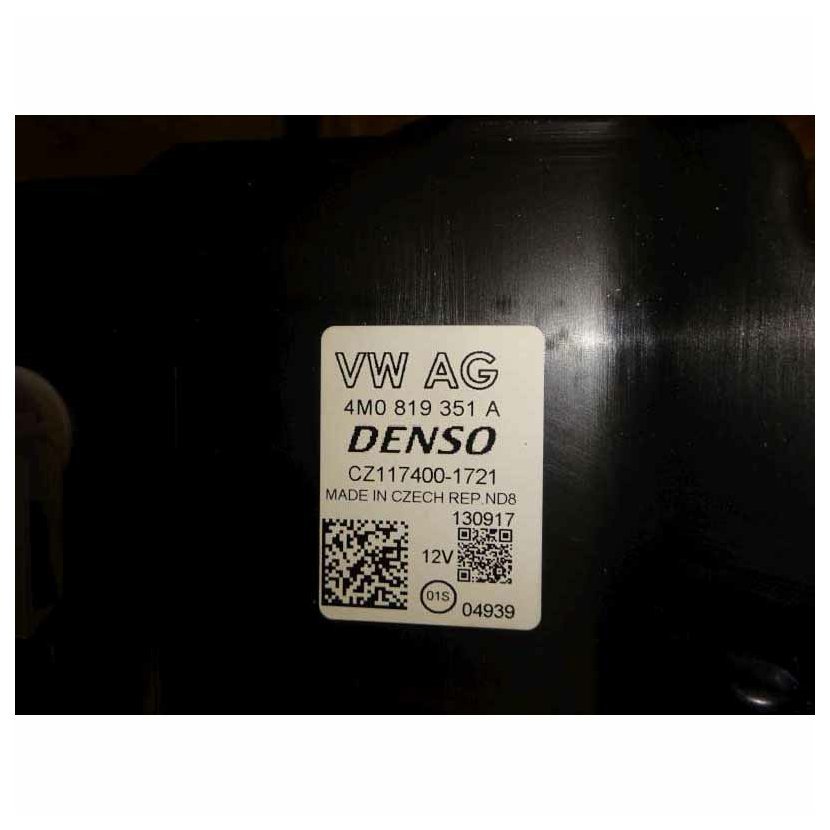 VW AG
4M0 819 351 A
DENSO
CZ117400-1721
MADE IN CZECH REP.ND8
130917
12V
01S
04939